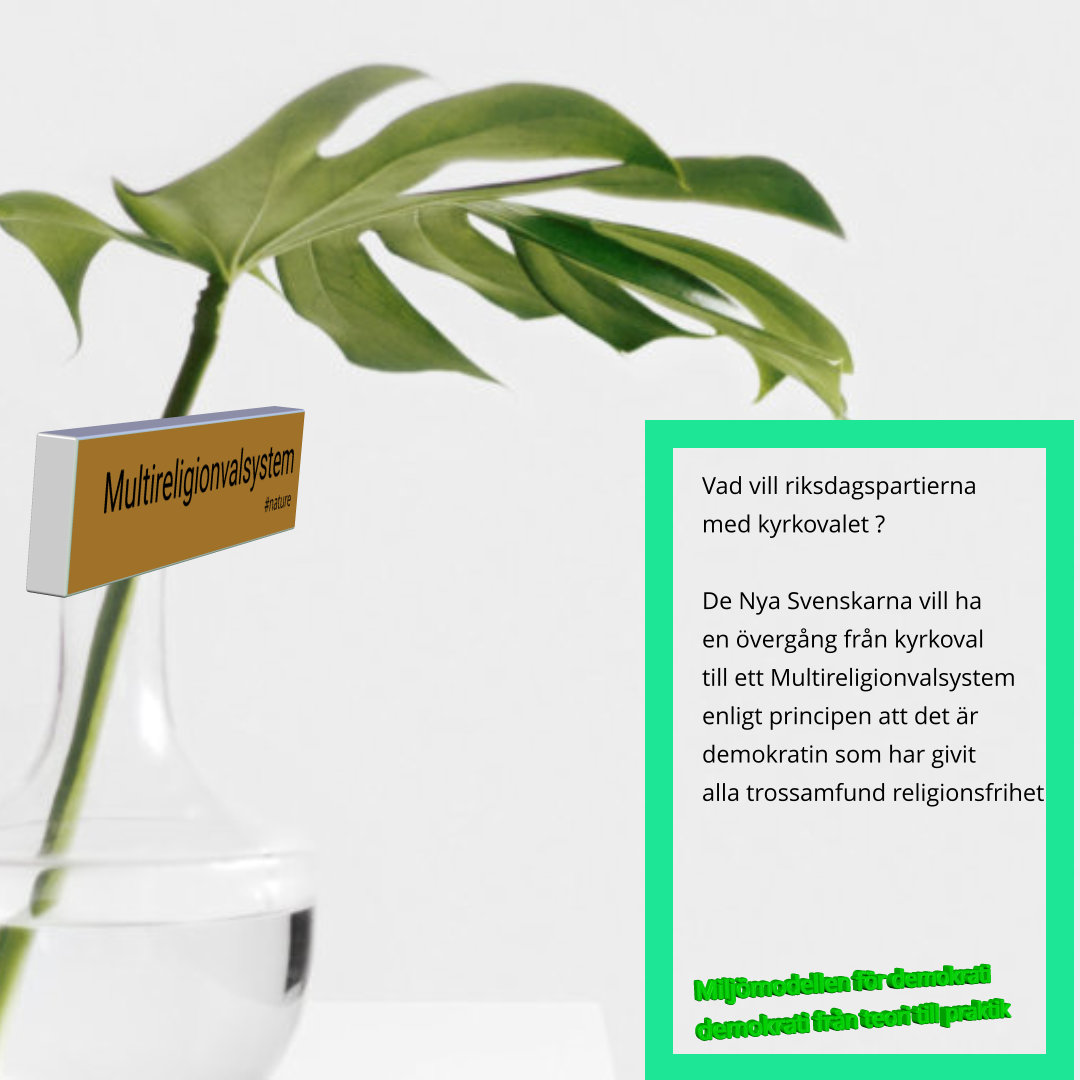 Multireligionvalsystem
#nature
Vad vill riksdagspartierna
med kyrkovalet ?
De Nya Svenskarna vill ha
en övergång från kyrkoval
till ett Multireligionvalsystem
enligt principen att det är
demokratin som har givit
alla trossamfund religionsfrihet
Miljömodellen för demokrati
demokrati från teori till praktik